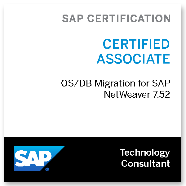 SAP CERTIFICATION
CERTIFIED
ASSOCIATE
OS/DB Migration for SAP
NetWeaver 7.52
SAP
Technology
Consultant